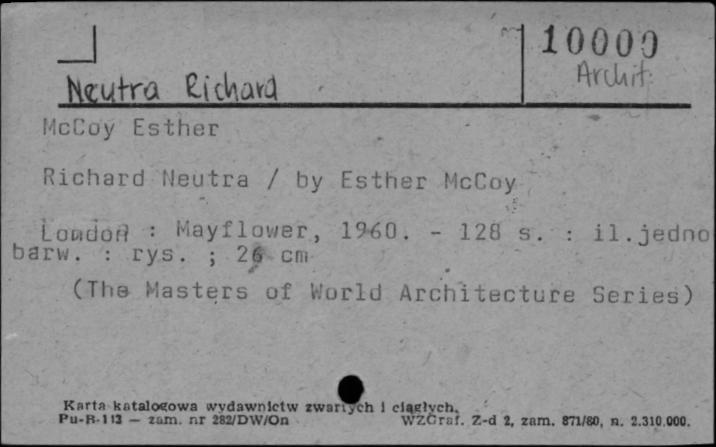 10000
Archit.
Neutra Richard
McCoy Esther
Richard Neutra / by Esther McCoy
London : Mayflower, 1960. - 128 s. : il.jedno
barw. : rys. ; 26 cm
(The Masters of World Architecture Series)
Karta katalogowa wydawnictw zwartych i ciągłych.
Pu-R-113 — zam. nr 282/DW/On WZGraf. Z-d 2, zam. 871/80, n. 2.310.000.